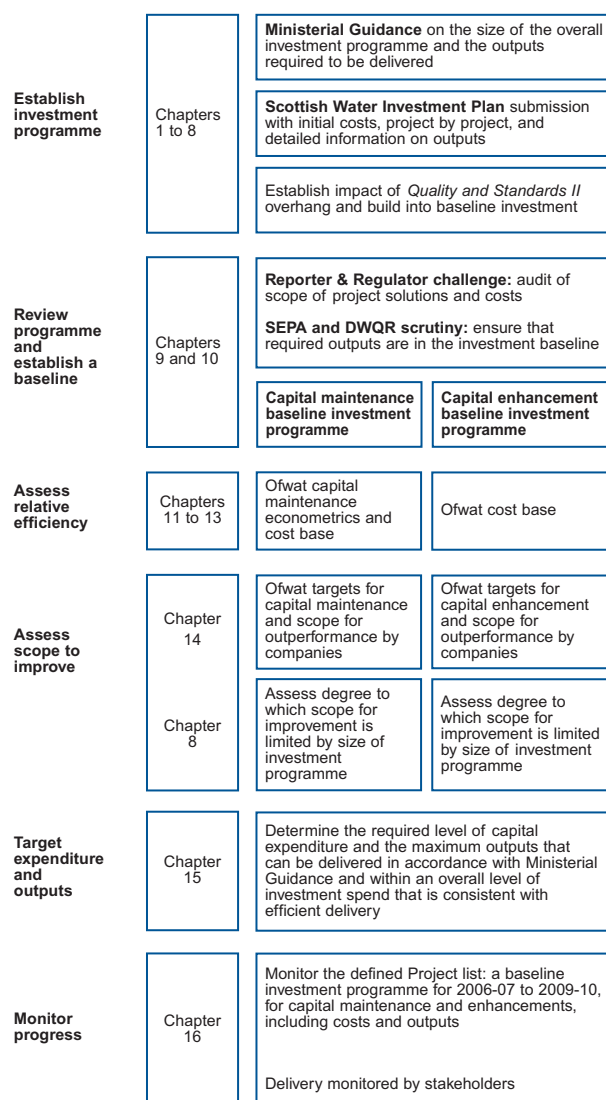 Establish
investment
programme
Chapters
1 to 8
Ministerial Guidance on the size of the overall
investment programme and the outputs
required to be delivered
Scottish Water Investment Plan submission
with initial costs, project by project, and
detailed information on outputs
Establish impact of Quality and Standards II
overhang and build into baseline investment
Review
programme
and
establish a
baseline
Chapters
9 and 10
Reporter & Regulator challenge: audit of
scope of project solutions and costs
SEPA and DWQR scrutiny: ensure that
required outputs are in the investment baseline
Capital maintenance
baseline investment
programme
Capital enhancement
baseline investment
programme
Assess
relative
efficiency
Chapters
11 to 13
Ofwat capital
maintenance
econometrics and
cost base
Ofwat cost base
Assess
scope to
improve
Chapter
14
Ofwat targets for
capital maintenance
and scope for
outperformance by
companies
Ofwat targets for
capital enhancement
and scope for
outperformance by
companies
Chapter
8
Assess degree to
which scope for
improvement is
limited by size of
investment
programme
Assess degree to
which scope for
improvement is limited
by size of investment
programme
Target
expenditure
and
outputs
Chapter
15
Determine the required level of capital
expenditure and the maximum outputs that
can be delivered in accordance with Ministerial
Guidance and within an overall level of
investment spend that is consistent with
efficient delivery
Monitor
progress
Chapter
16
Monitor the defined Project list: a baseline
investment programme for 2006-07 to 2009-10,
for capital maintenance and enhancements,
including costs and outputs
Delivery monitored by stakeholders